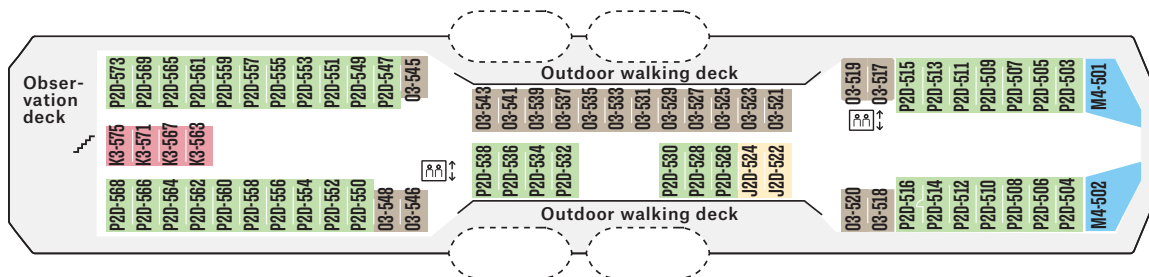 Obser-
vation
deck
P2D-573
P2D-569
P2D-565
P2D-561
P2D-559
P2D-557
P2D-555
P2D-553
P2D-551
P2D-549
P2D-547
O3-545
K3-575
K3-571
K3-567
K3-563
P2D-568
P2D-566
P2D-564
P2D-562
P2D-560
P2D-558
P2D-556
P2D-554
P2D-552
P2D-550
O3-548
O3-546
Outdoor walking deck
O3-543
O3-541
O3-539
O3-537
O3-535
O3-533
O3-531
O3-529
O3-527
O3-525
O3-523
O3-521
P2D-538
P2D-536
P2D-534
P2D-532
P2D-530
P2D-528
P2D-526
J2D-524
J2D-522
Outdoor walking deck
O3-519
O3-517
P2D-515
P2D-513
P2D-511
P2D-509
P2D-507
P2D-505
P2D-503
M4-501
O3-520
O3-518
P2D-516
P2D-514
P2D-512
P2D-510
P2D-508
P2D-506
P2D-504
M4-502